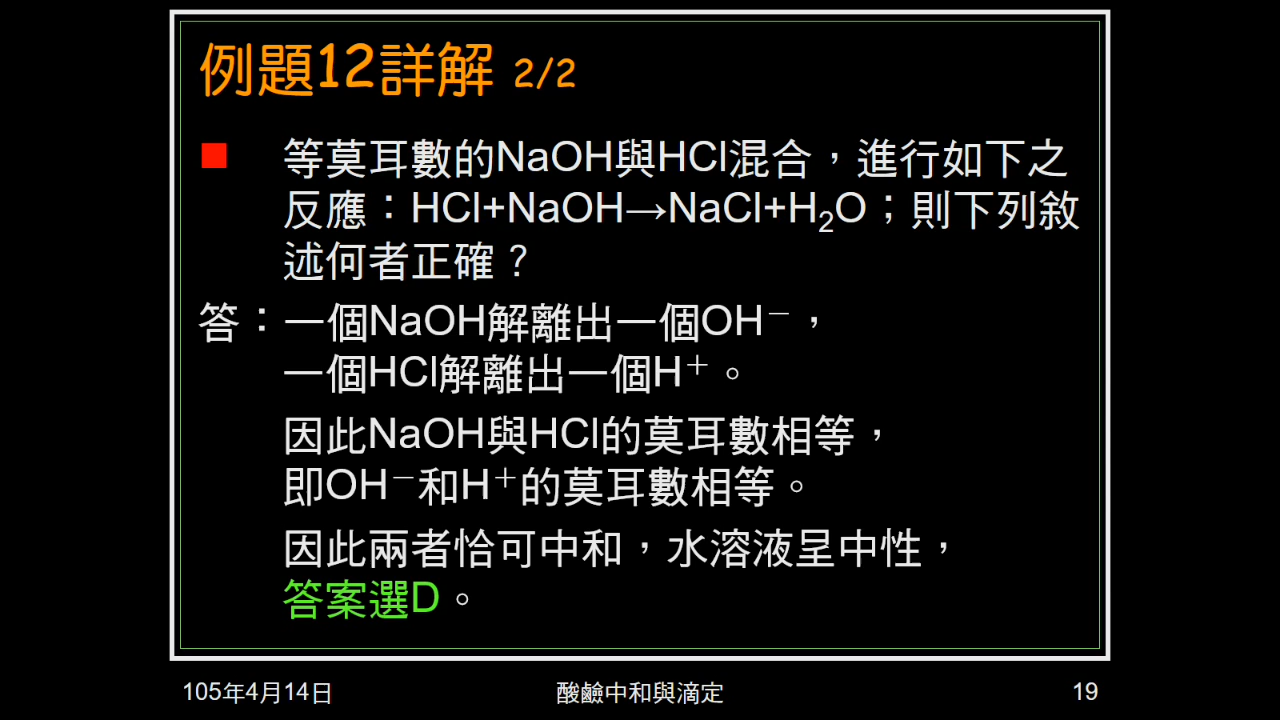 例題12詳解 2/2
等莫耳數的NaOH與HCl混合，進行如下之
反應：HCl+NaOH→NaCl+H₂O；則下列敘
述何者正確？
答：一個NaOH解離出一個OH⁻，
一個HCl解離出一個H⁺。
因此NaOH與HCl的莫耳數相等，
即OH⁻和H⁺的莫耳數相等。
因此兩者恰可中和，水溶液呈中性，
答案選D。
105年4月14日
酸鹼中和與滴定
19